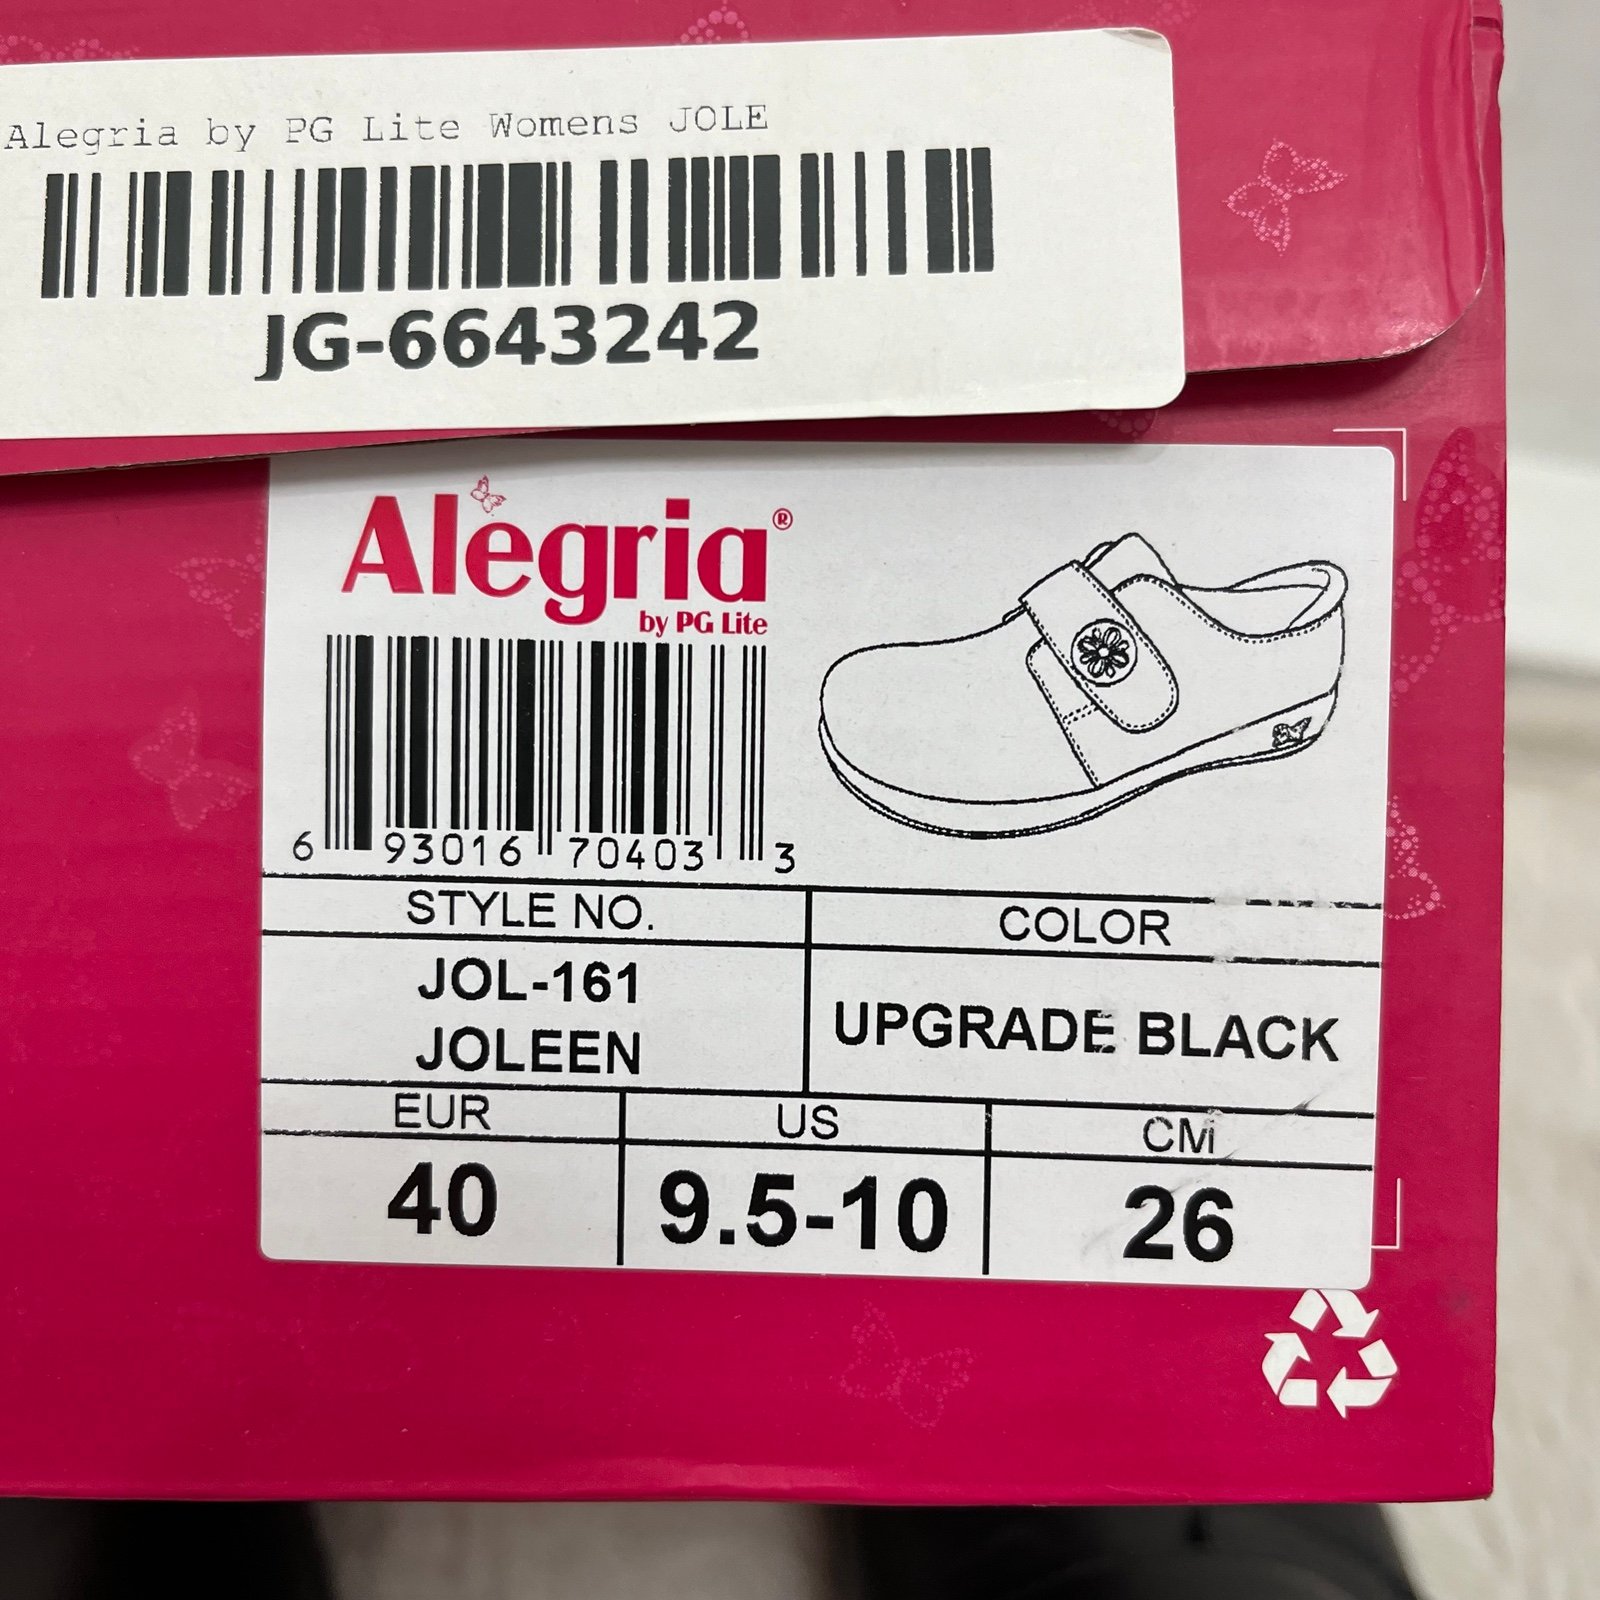 Alegria by PG Lite Womens JOLE
JG-6643242
Alegria®
by PG Lite
6 93016 70403 3
STYLE NO.
COLOR
JOL-161
JOLEEN
UPGRADE BLACK
EUR
US
CM
40
9.5-10
26